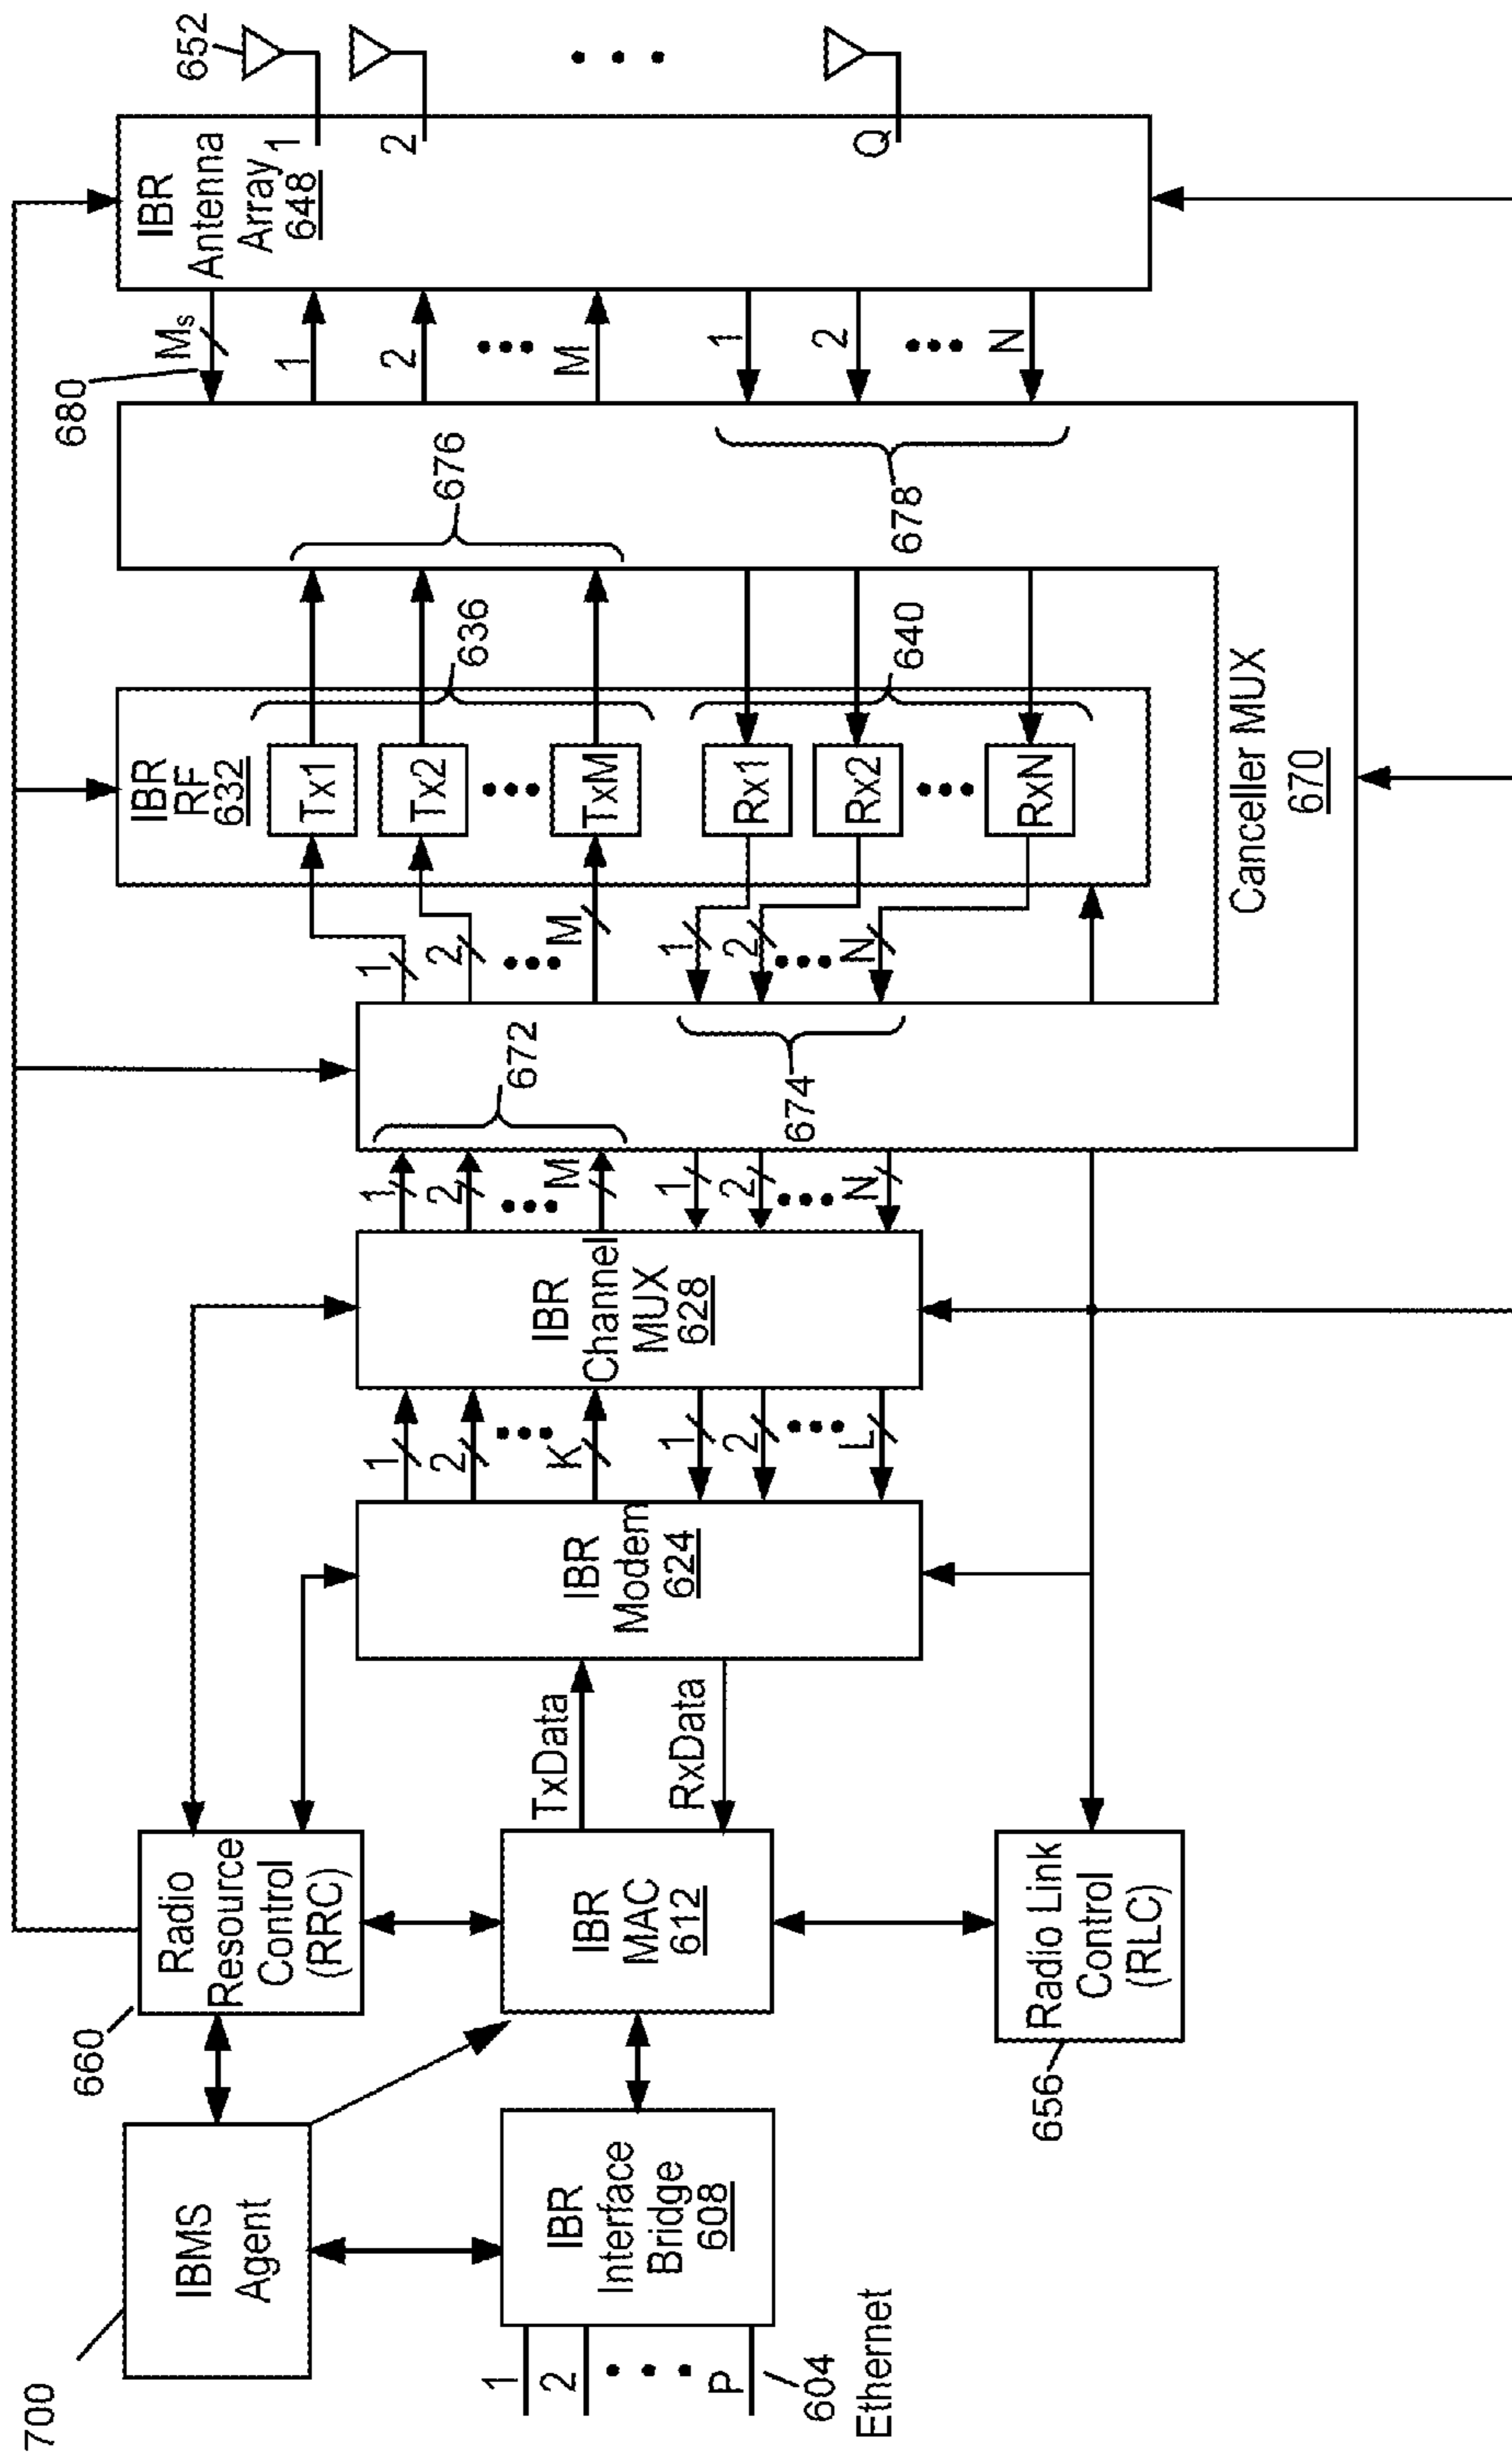 700
IBMS
Agent
1
2
P
604
Ethernet
IBR
Interface
Bridge
608
660
Radio
Resource
Control
(RRC)
IBR
MAC
612
656
Radio Link
Control
(RLC)
TxData
RxData
IBR
Modem
624
1
2
K
1
2
L
IBR
Channel
MUX
628
1
2
M
1
2
N
672
674
1
2
M
1
2
N
IBR
RF
632
Tx1
Tx2
TxM
Rx1
Rx2
RxN
636
640
676
678
Canceller MUX
670
680
Ms
1
2
M
1
2
N
IBR
Antenna
Array
648
1
2
Q
652